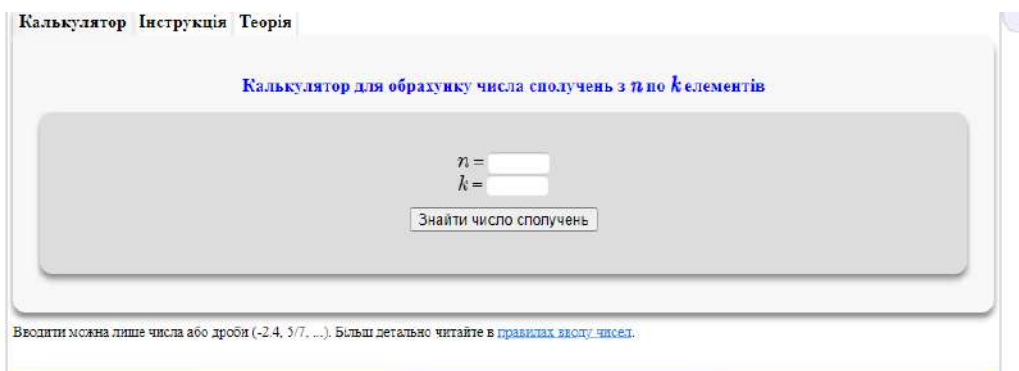 Калькулятор Інструкція Теорія
Калькулятор для обрахунку числа сполучень з n по k елементів
n =
k =
Знайти число сполучень
Вводити можна лише числа або дроби (-2.4, 5/7, ...). Більш детально читайте в правилах вводу чисел.